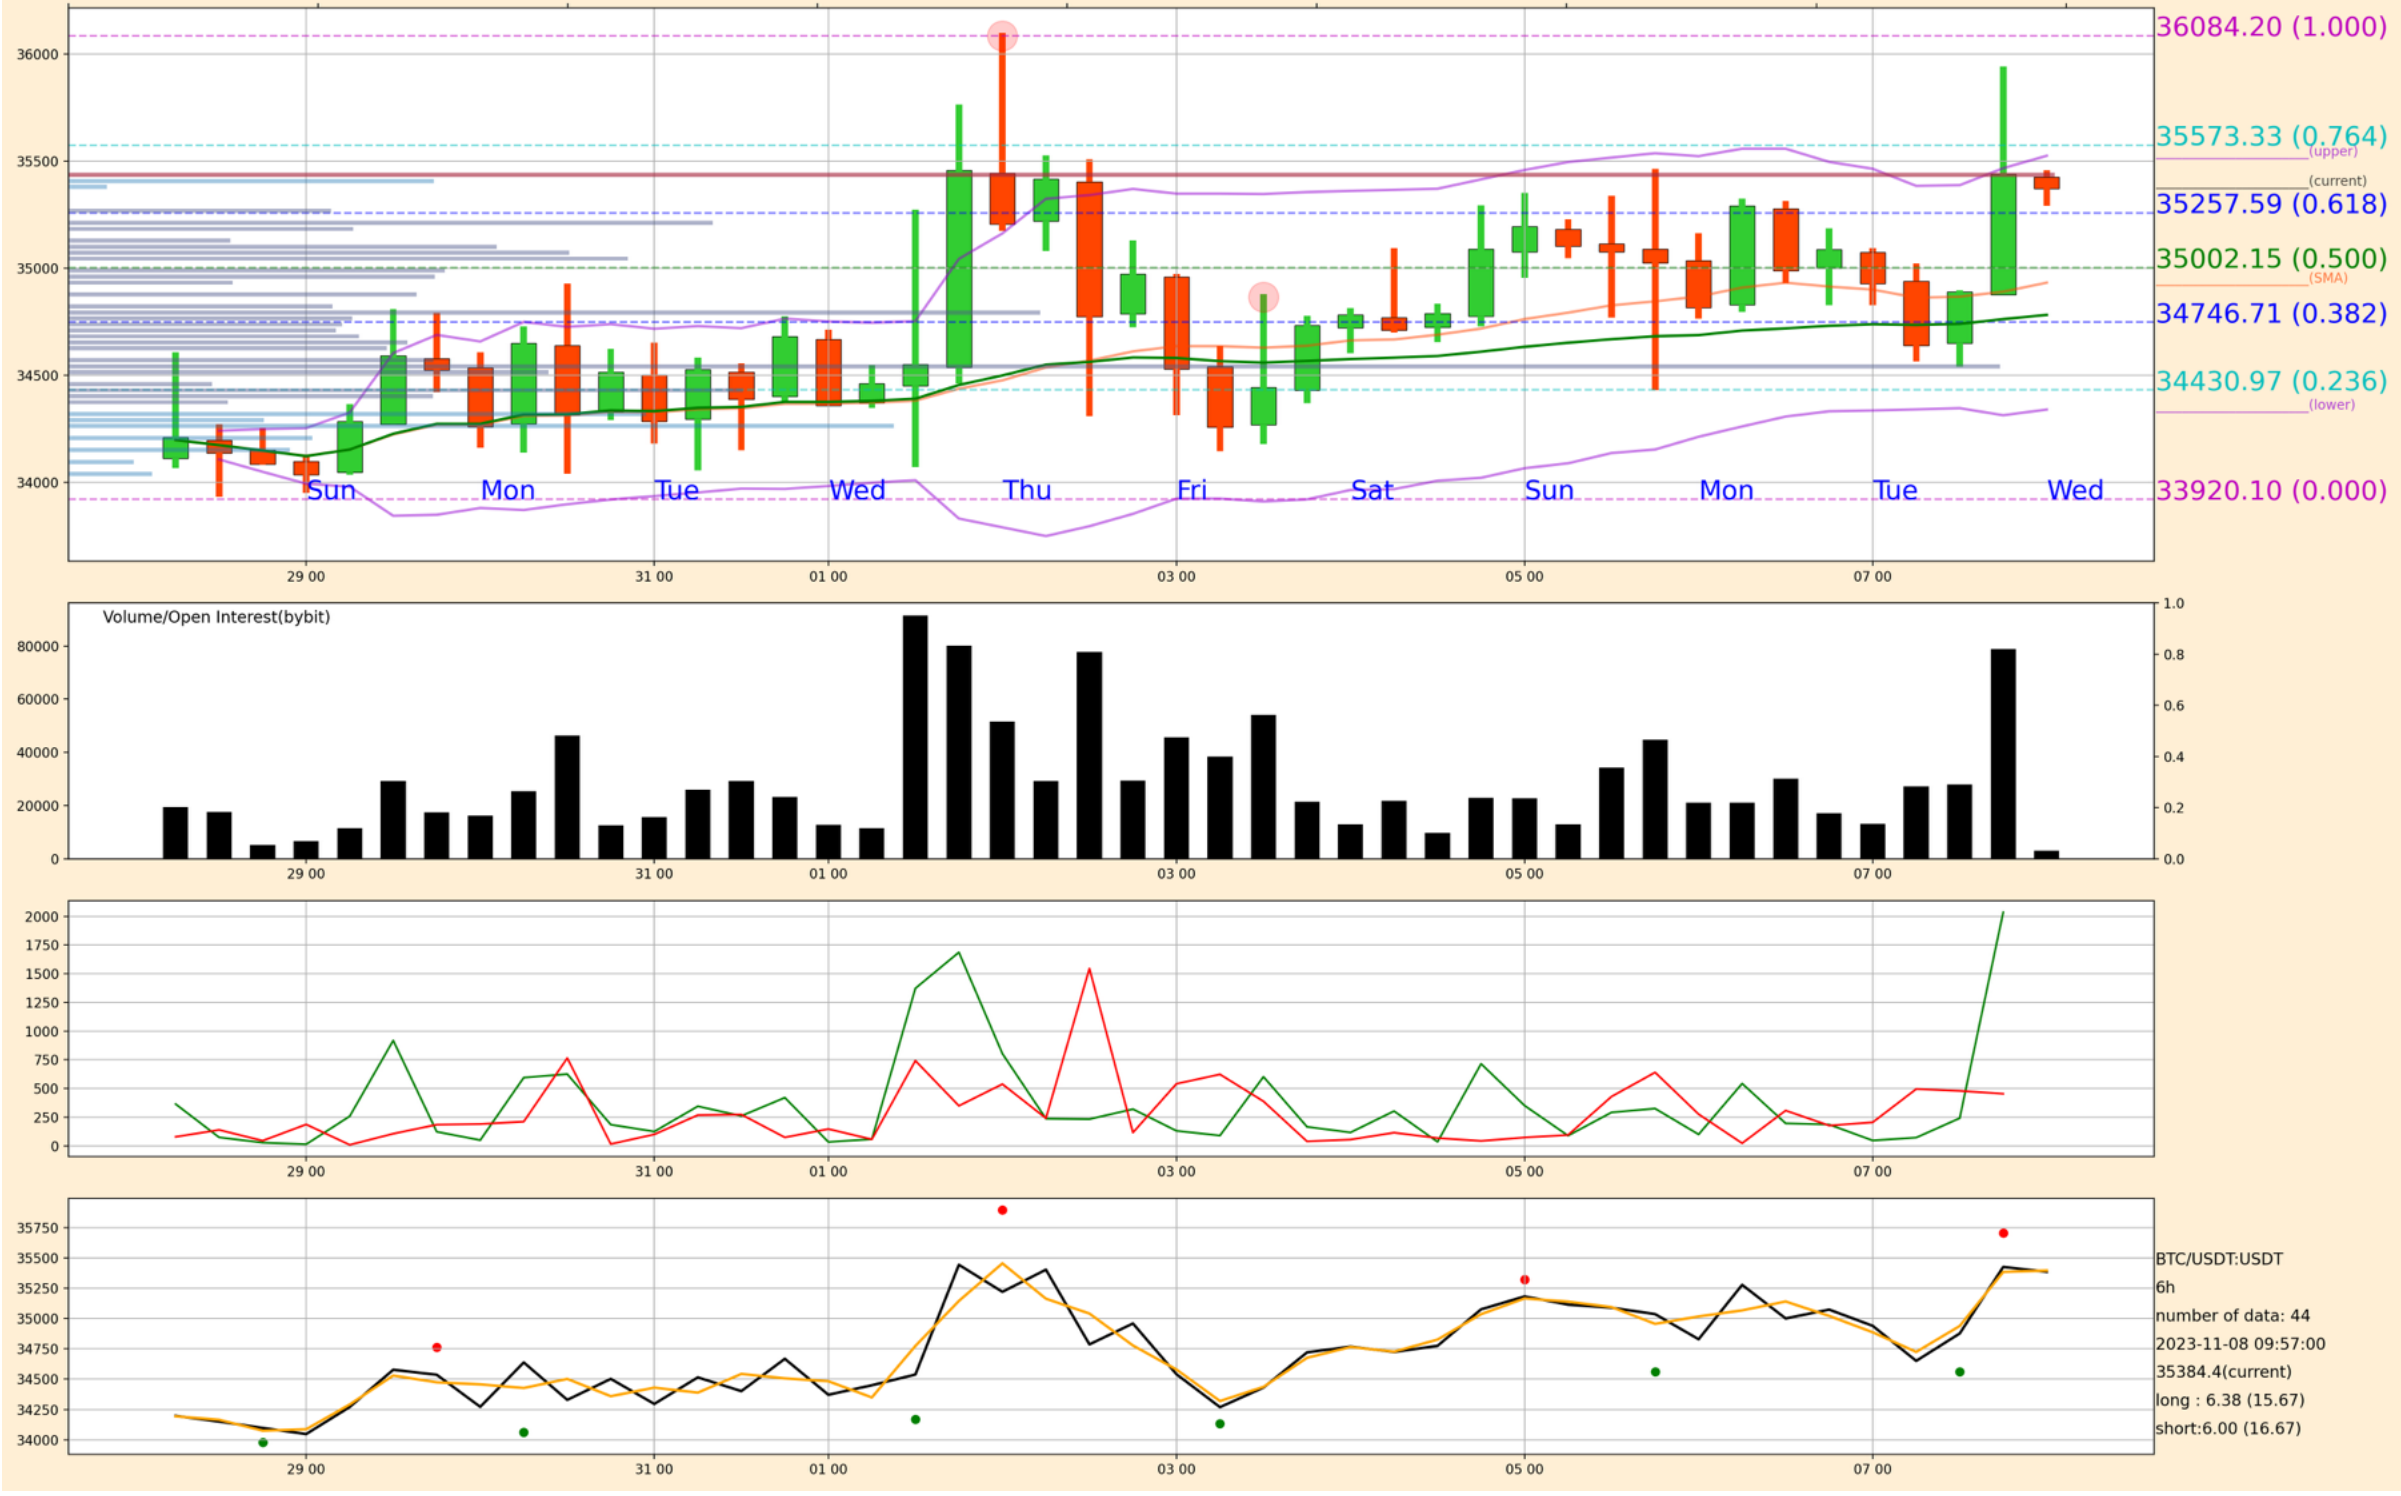 36084.20 (1.000)
36000
35573.33 (0.764)
(upper)
35500
(current)
35257.59 (0.618)
35002.15 (0.500)
35000
(SMA)
34746.71 (0.382)
34500
34430.97 (0.236)
(lower)
34000
Sun Mon Tue Wed Thu Fri Sat Sun Mon Tue Wed
33920.10 (0.000)
29 00 31 00 01 00 03 00 05 00 07 00
Volume/Open Interest(bybit)
1.0
80000
0.8
60000
0.6
40000
0.4
20000
0.2
0
0.0
29 00 31 00 01 00 03 00 05 00 07 00
2000
1750
1500
1250
1000
750
500
250
0
29 00 31 00 01 00 03 00 05 00 07 00
35750
35500
35250
35000
34750
34500
34250
34000
BTC/USDT:USDT
6h
number of data: 44
2023-11-08 09:57:00
35384.4(current)
long : 6.38 (15.67)
short:6.00 (16.67)
29 00 31 00 01 00 03 00 05 00 07 00